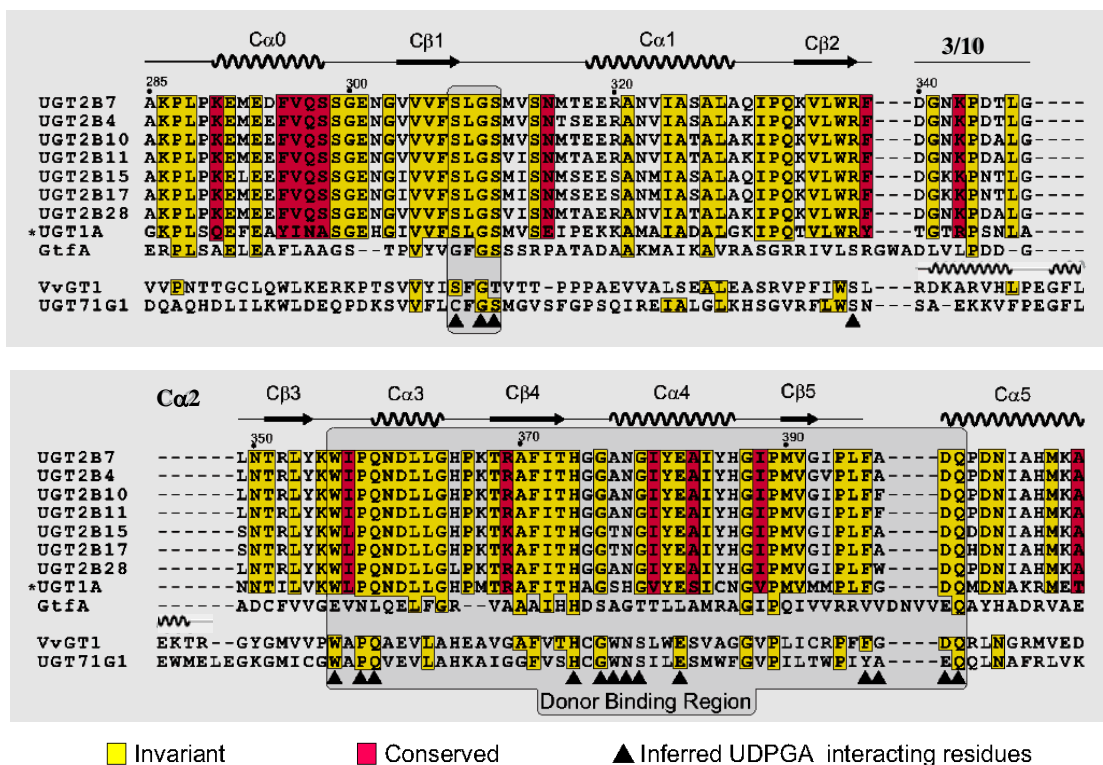 Cα0 Cβ1 Cα1 Cβ2 3/10
285 300 320 340
UGT2B7 AKPLPKEMEDFVQSSGENGVVVFSLGSMVSNMTEERANVIASALAQIPQKVLWRF---DGNKPDTLG----
UGT2B4 AKPLPKEMEEFVQSSGENGVVVFSLGSMVSNTSEERANVIASALAKIPQKVLWRF---DGNKPDTLG----
UGT2B10 AKPLPKEMEEFVQSSGENGVVVFSLGSMVSNMTEERANVIATALAKIPQKVLWRF---DGNKPDALG----
UGT2B11 AKPLPKEMEEFVQSSGENGVVVFSLGSVISNMTAERANVIATALAKIPQKVLWRF---DGNKPDALG----
UGT2B15 AKPLPKELEEFVQSSGENGIVVFSLGSMISNMSEERANVIASALAQIPQKVLWRF---DGKKPNTLG----
UGT2B17 AKPLPKEMEEFVQSSGENGIVVFSLGSMISNMSEERANVIASALAQIPQKVLWRF---DGKKPNTLG----
UGT2B28 AKPLPKEMEEFVQSSGENGVVVFSLGSVISNMTAERANVIATALAKIPQKVLWRF---DGNKPDALG----
*UGT1A GKPLSQEFEAYINASGEHGIVVFSLGSMVSEIPEKKAMAIADALGKIPQTVLWRY---TGTRPSNLA----
GtfA ERPLSAELEAFLAAGS--TPVYVGFGSSSRPATADAAKMAIKAVRASGRRIVLSRGWADLVLPDD-G----
VvGT1 VVPNTTGCLQWLKERKPTSVVYISFGTVTT-PPPAEVVALSEALEASRVPFIWSL---RDKARVHLPEGFL
UGT71G1 DQAQHDLILKWLDEQPDKSVVFLCFGSMGVSFGPSQIREIALGLKHSGVRFLWSN---SA-EKKVFPEGFL
Cα2 Cβ3 Cα3 Cβ4 Cα4 Cβ5 Cα5
350 370 390
UGT2B7 ------LNTRLYKWIPQNDLLGHPKTRAFITHGGANGIYEAIYHGIPMVGIPLFA----DQPDNIAHMKA
UGT2B4 ------LNTRLYKWIPQNDLLGHPKTRAFITHGGANGIYEAIYHGIPMVGVPLFA----DQPDNIAHMKA
UGT2B10 ------LNTRLYKWIPQNDLLGHPKTRAFITHGGANGIYEAIYHGIPMVGIPLFF----DQPDNIAHMKA
UGT2B11 ------LNTRLYKWIPQNDLLGHPKTRAFITHGGANGIYEAIYHGIPMVGIPLFF----DQPDNIAHMKA
UGT2B15 ------SNTRLYKWLPQNDLLGHPKTKAFITHGGTNGIYEAIYHGIPMVGIPLFA----DQHDNIAHMKA
UGT2B17 ------SNTRLYKWLPQNDLLGHPKTKAFITHGGTNGIYEAIYHGIPMVGIPLFA----DQHDNIAHMKA
UGT2B28 ------LNTRLYKWIPQNDLLGLPKTRAFITHGGANGIYEAIYHGIPMVGIPLFW----DQPDNIAHMKA
*UGT1A ------NNTILVKWLPQNDLLGHPMTRAFITHAGSHGVYESICNGVPMVMMPLFG----DQMDNAKRMET
GtfA ------ADCFVVGEVNLQELFGR--VAAAIHHDSAGTTLLAMRAGIPQIVVRRVVDNVVEQAYHADRVAE
VvGT1 EKTR--GYGMVVPWAPQAEVLAHEAVGAFVTHCGWNSLWESVAGGVPLICRPFFG----DQRLNGRMVED
UGT71G1 EWMELEGKGMICGWAPQVEVLAHKAIGGFVSHCGWNSILESMWFGVPILTWPIYA----EQQLNAFRLVK
Donor Binding Region
Invariant Conserved Inferred UDPGA interacting residues